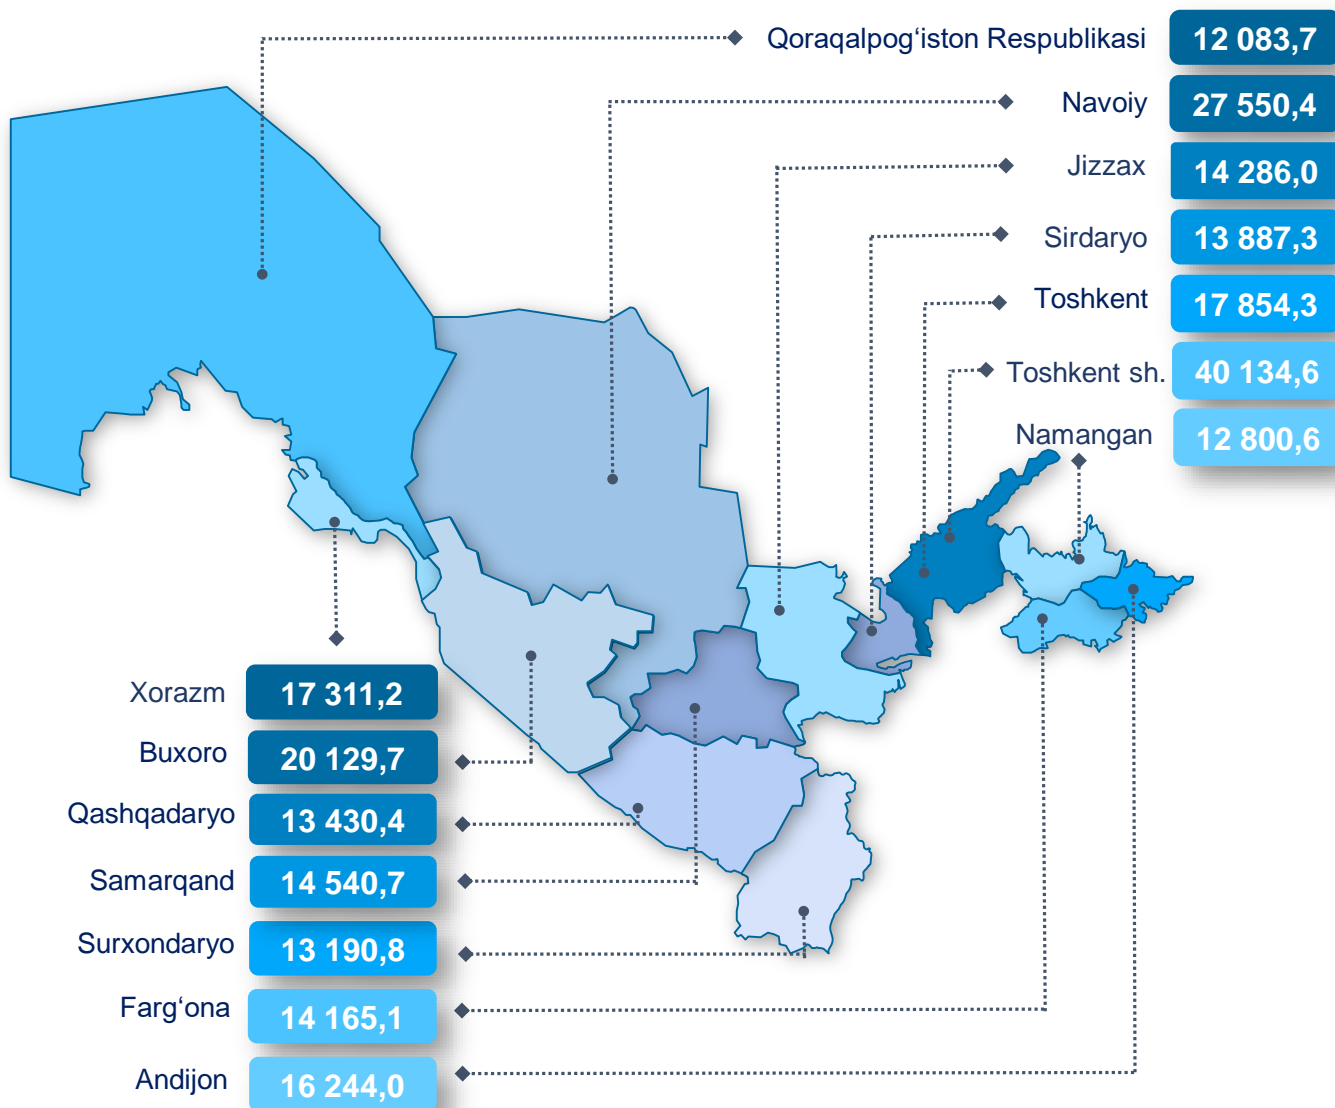 Qoraqalpog‘iston Respublikasi 12 083,7
Navoiy 27 550,4
Jizzax 14 286,0
Sirdaryo 13 887,3
Toshkent 17 854,3
Toshkent sh. 40 134,6
Namangan 12 800,6
Xorazm 17 311,2
Buxoro 20 129,7
Qashqadaryo 13 430,4
Samarqand 14 540,7
Surxondaryo 13 190,8
Farg‘ona 14 165,1
Andijon 16 244,0